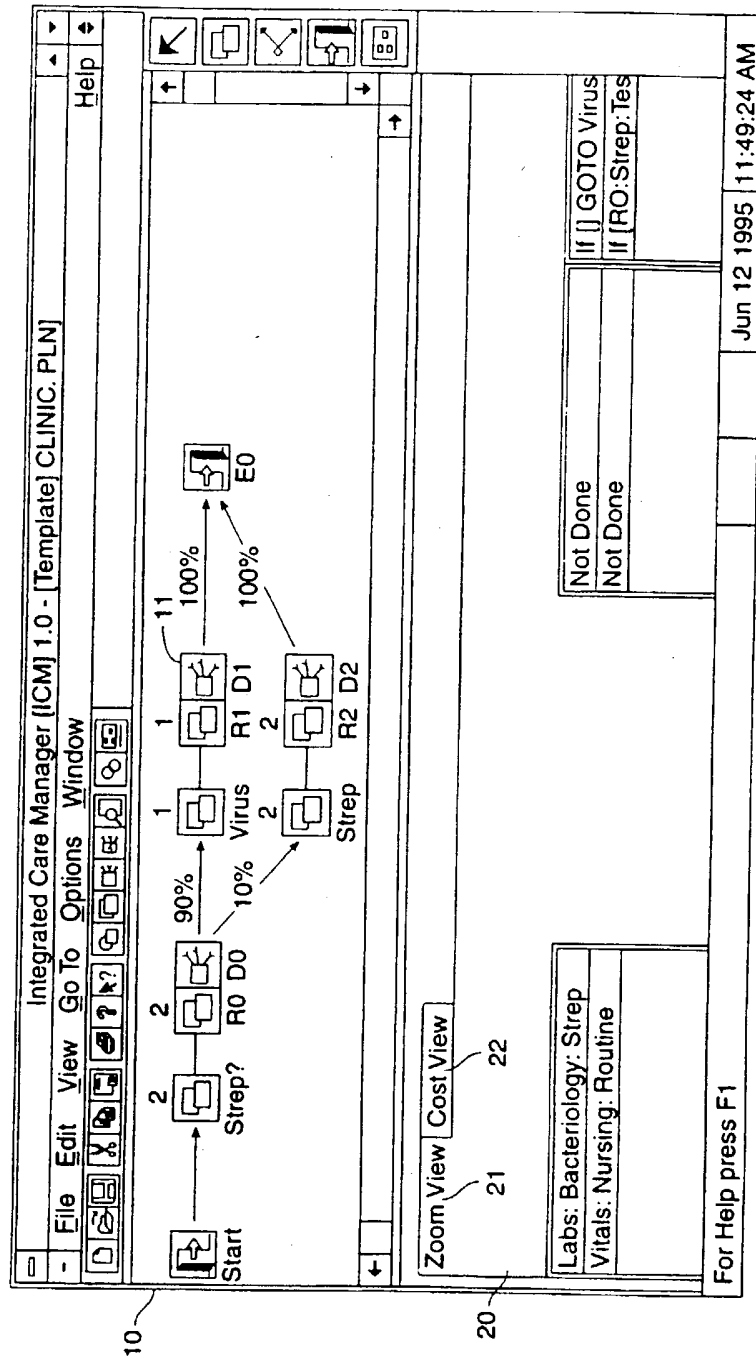 Integrated Care Manager [ICM] 1.0 - [Template] CLINIC. PLN]
File Edit View Go To Options Window Help
10
Start
2
Strep?
2
R0 D0
90%
10%
1
Virus
1
R1 D1
11
100%
2
Strep
2
R2 D2
100%
E0
20
Zoom View
Cost View
21
22
Labs: Bacteriology: Strep
Vitals: Nursing: Routine
Not Done
Not Done
If [] GOTO Virus
If [RO:Strep:Tes
For Help press F1
Jun 12 1995
11:49:24 AM